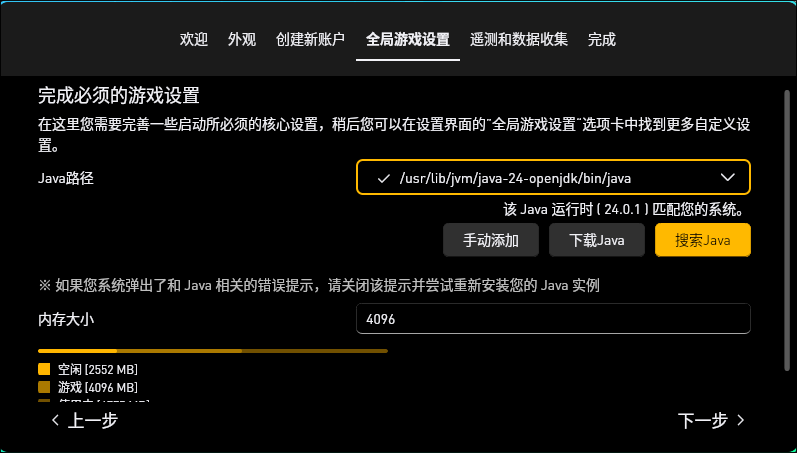 欢迎 外观 创建新账户 全局游戏设置 遥测和数据收集 完成
完成必须的游戏设置
在这里您需要完善一些启动所必须的核心设置，稍后您可以在设置界面的"全局游戏设置"选项卡中找到更多自定义设
置。
Java路径 /usr/lib/jvm/java-24-openjdk/bin/java
该 Java 运行时 ( 24.0.1 ) 匹配您的系统。
手动添加 下载Java 搜索Java
※ 如果您系统弹出了和 Java 相关的错误提示，请关闭该提示并尝试重新安装您的 Java 实例
内存大小 4096
空闲 [2552 MB]
游戏 [4096 MB]
上一步 下一步